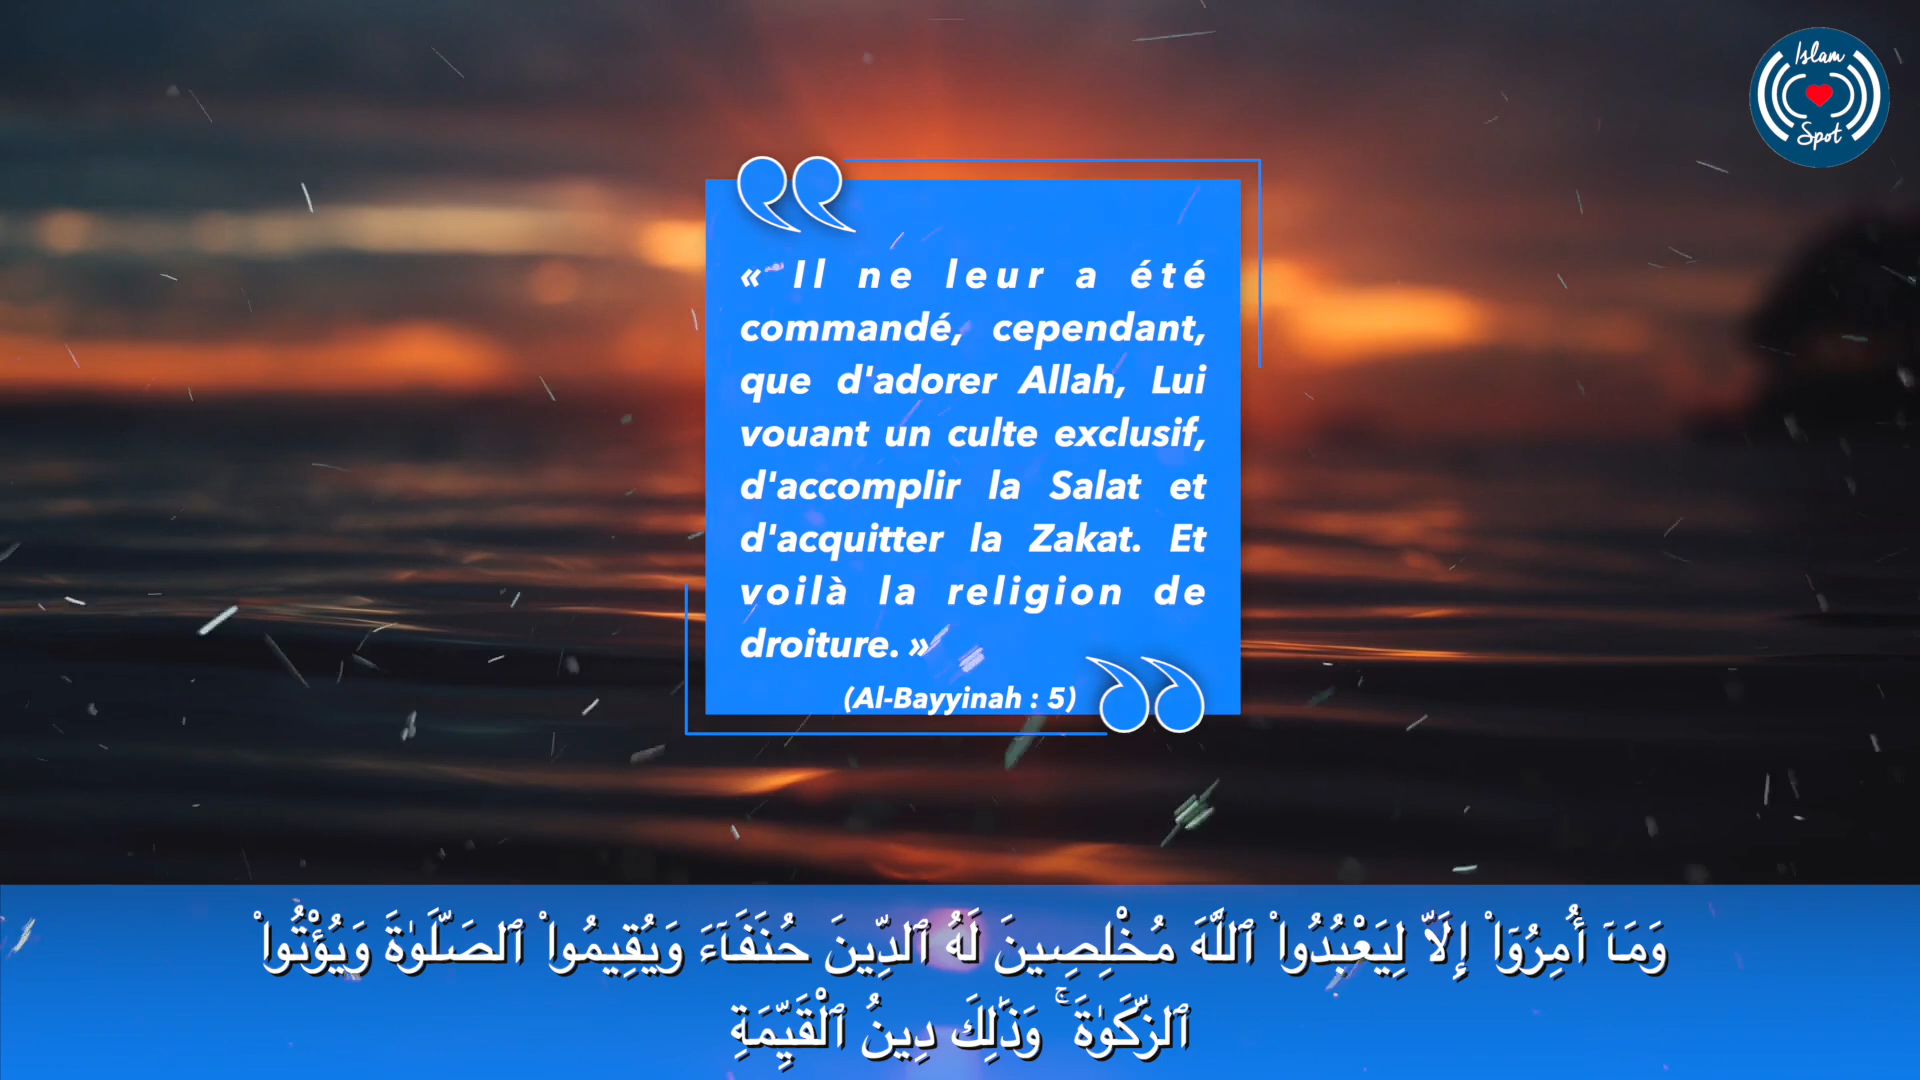 Islam
Spot
« Il ne leur a été
commandé, cependant,
que d'adorer Allah, Lui
vouant un culte exclusif,
d'accomplir la Salat et
d'acquitter la Zakat. Et
voilà la religion de
droiture. »
(Al-Bayyinah : 5)
وَمَآ أُمِرُوٓا۟ إِلَّا لِيَعْبُدُوا۟ ٱللَّهَ مُخْلِصِينَ لَهُ ٱلدِّينَ حُنَفَآءَ وَيُقِيمُوا۟ ٱلصَّلَوٰةَ وَيُؤْتُوا۟
ٱلزَّكَوٰةَ ۚ وَذَٰلِكَ دِينُ ٱلْقَيِّمَةِ